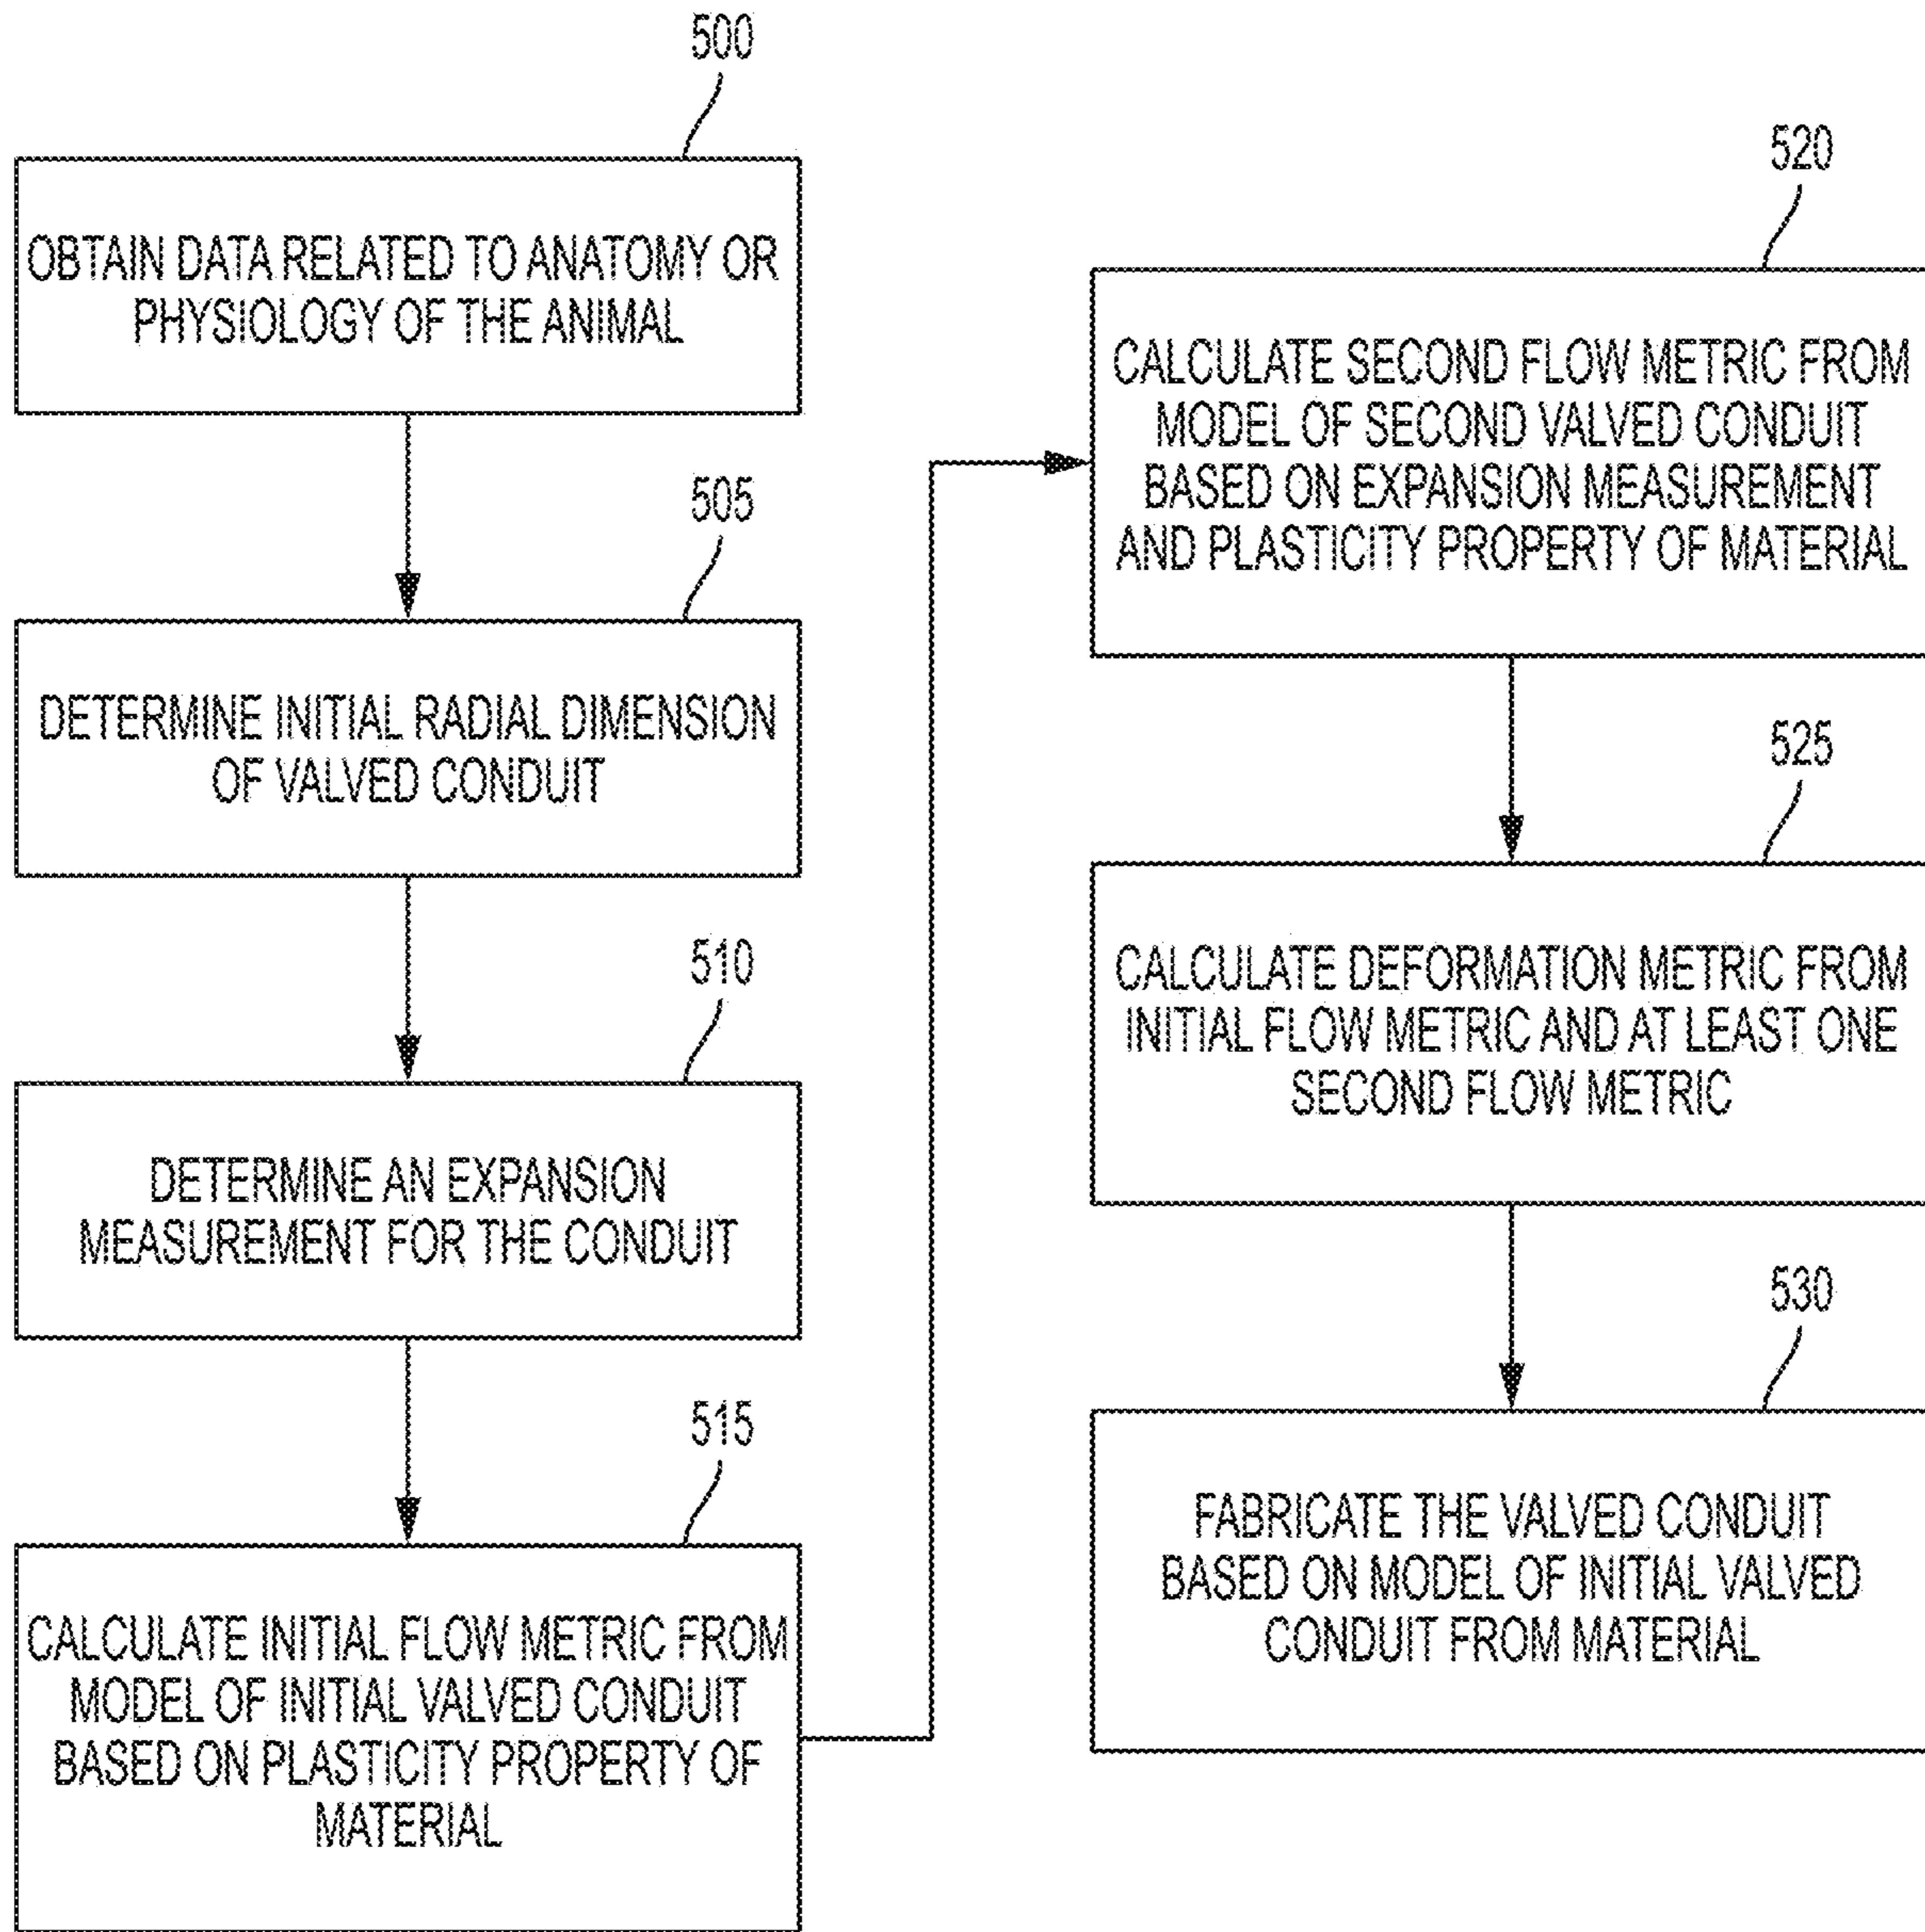 500
OBTAIN DATA RELATED TO ANATOMY OR
PHYSIOLOGY OF THE ANIMAL
505
DETERMINE INITIAL RADIAL DIMENSION
OF VALVED CONDUIT
510
DETERMINE AN EXPANSION
MEASUREMENT FOR THE CONDUIT
515
CALCULATE INITIAL FLOW METRIC FROM
MODEL OF INITIAL VALVED CONDUIT
BASED ON PLASTICITY PROPERTY OF
MATERIAL
520
CALCULATE SECOND FLOW METRIC FROM
MODEL OF SECOND VALVED CONDUIT
BASED ON EXPANSION MEASUREMENT
AND PLASTICITY PROPERTY OF MATERIAL
525
CALCULATE DEFORMATION METRIC FROM
INITIAL FLOW METRIC AND AT LEAST ONE
SECOND FLOW METRIC
530
FABRICATE THE VALVED CONDUIT
BASED ON MODEL OF INITIAL VALVED
CONDUIT FROM MATERIAL